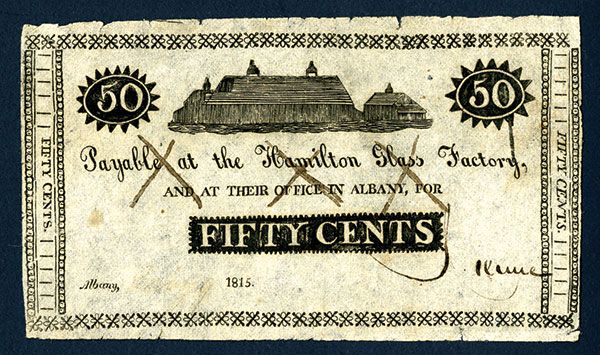 50 50
Payable at the Hamilton Glass Factory,
AND AT THEIR OFFICE IN ALBANY, FOR
FIFTY CENTS
Albany, 1815.
FIFTY CENTS.
FIFTY CENTS.